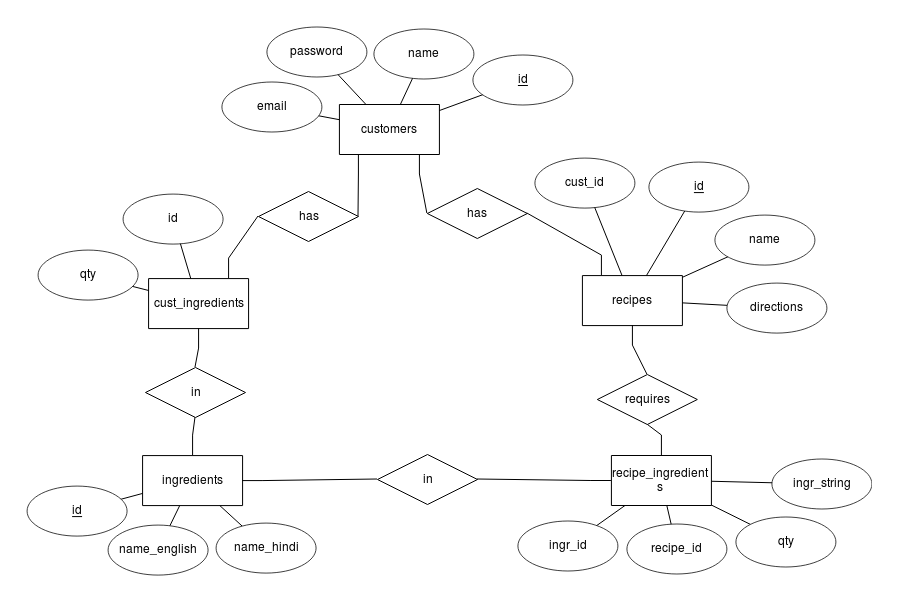 password
name
id
email
customers
cust_id
id
has
has
id
name
qty
cust_ingredients
recipes
directions
in
requires
ingredients
in
recipe_ingredient
s
ingr_string
id
name_english
name_hindi
ingr_id
recipe_id
qty